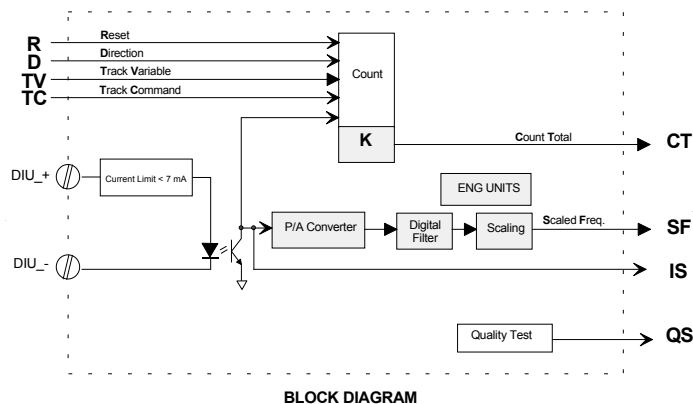 R Reset
D Direction
TV Track Variable
TC Track Command
Count
K
Count Total CT
DIU_+
Current Limit < 7 mA
ENG UNITS
P/A Converter
Digital
Filter
Scaling
Scaled Freq. SF
DIU_-
IS
Quality Test
QS
BLOCK DIAGRAM